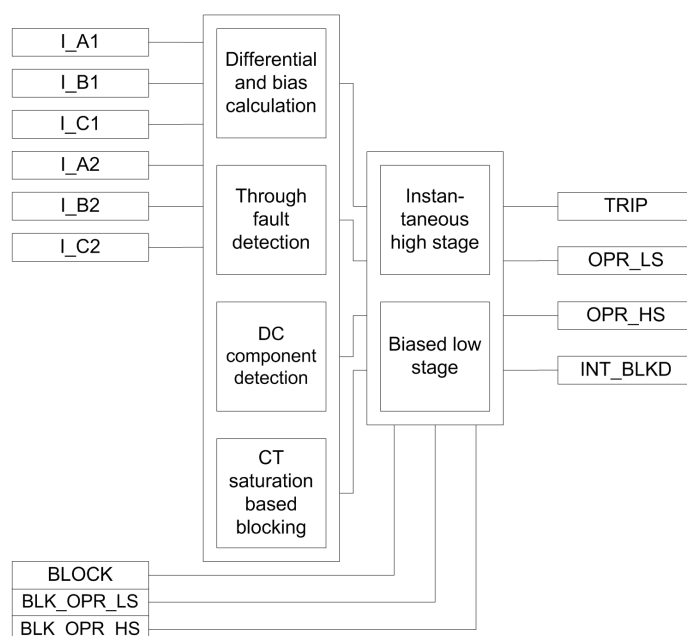 I_A1
I_B1
I_C1
I_A2
I_B2
I_C2
Differential
and bias
calculation
Through
fault
detection
DC
component
detection
CT
saturation
based
blocking
Instan-
taneous
high stage
Biased low
stage
TRIP
OPR_LS
OPR_HS
INT_BLKD
BLOCK
BLK_OPR_LS
BLK_OPR_HS